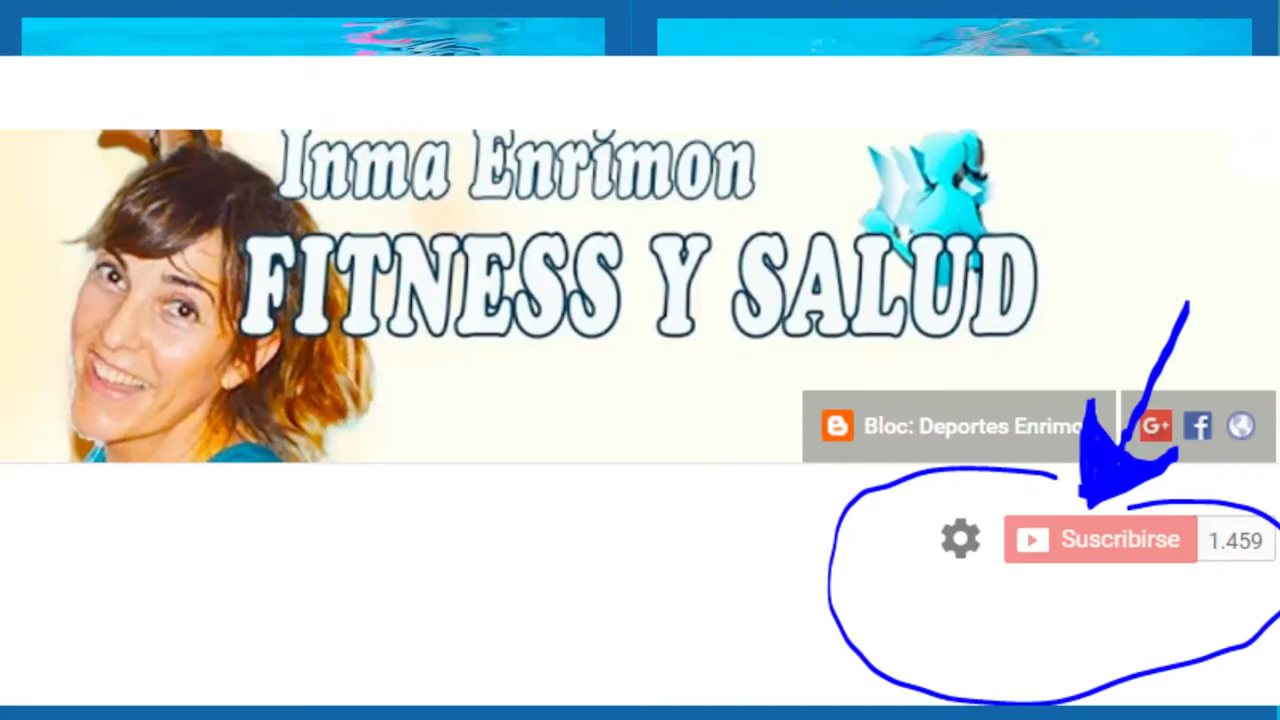 Inma Enrimon
FITNESS Y SALUD
Bloc: Deportes Enrimo
G+ f
Suscribirse 1.459